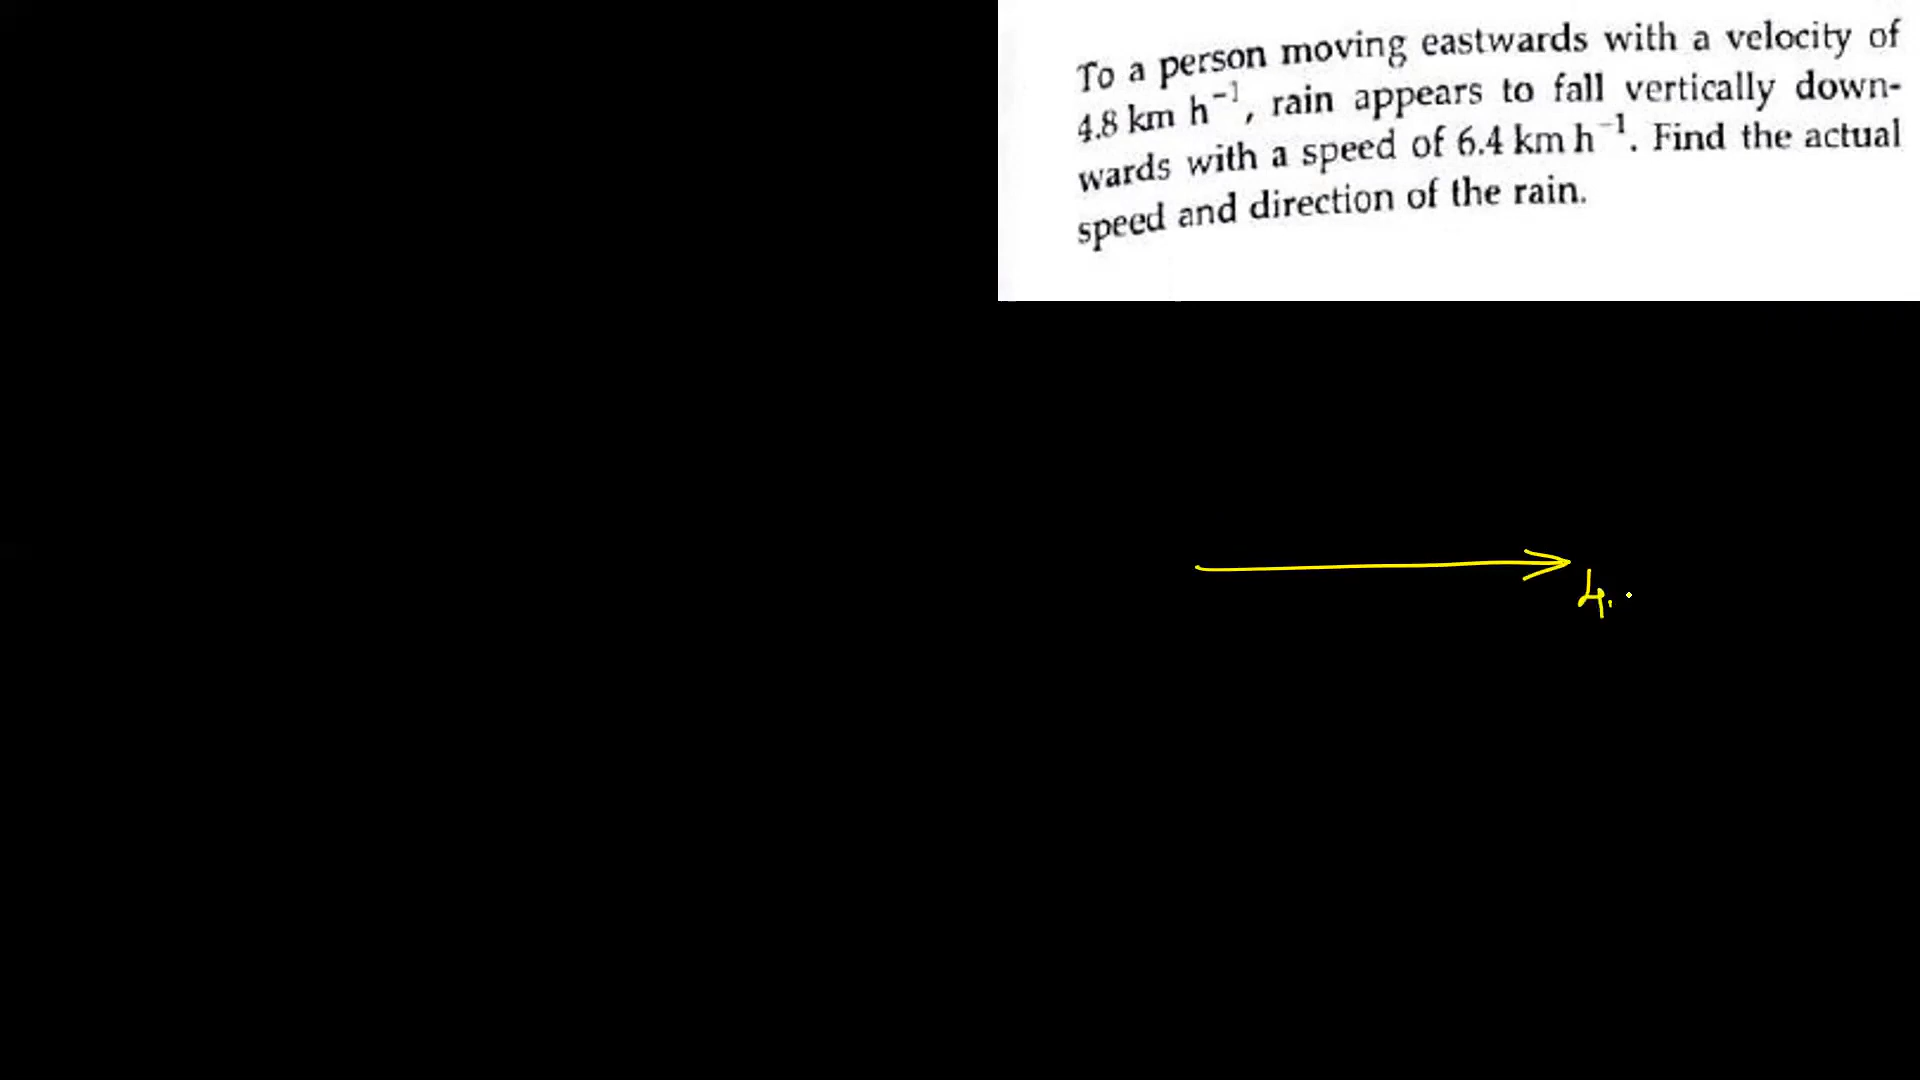 To a person moving eastwards with a velocity of
4.8 km h⁻¹, rain appears to fall vertically down-
wards with a speed of 6.4 km h⁻¹. Find the actual
speed and direction of the rain.
4.